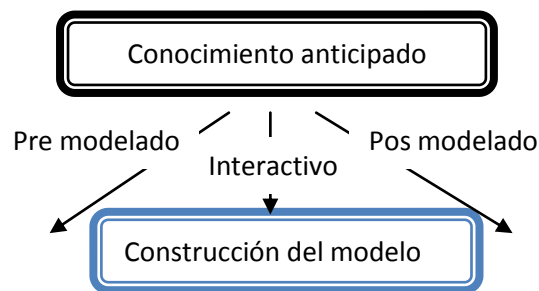 Conocimiento anticipado
Pre modelado
Interactivo
Pos modelado
Construcción del modelo